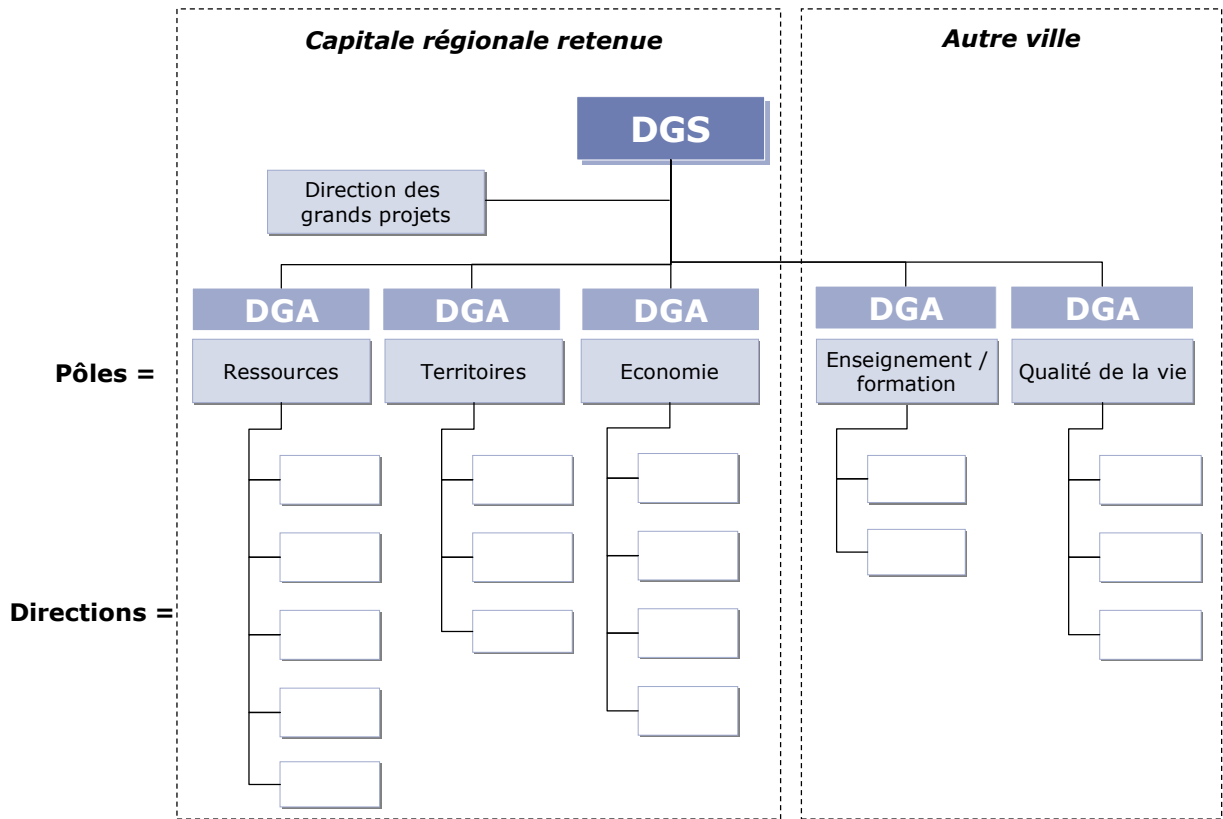 Capitale régionale retenue
Autre ville
DGS
Direction des
grands projets
DGA
DGA
DGA
DGA
DGA
Pôles =
Ressources
Territoires
Economie
Enseignement /
formation
Qualité de la vie
Directions =